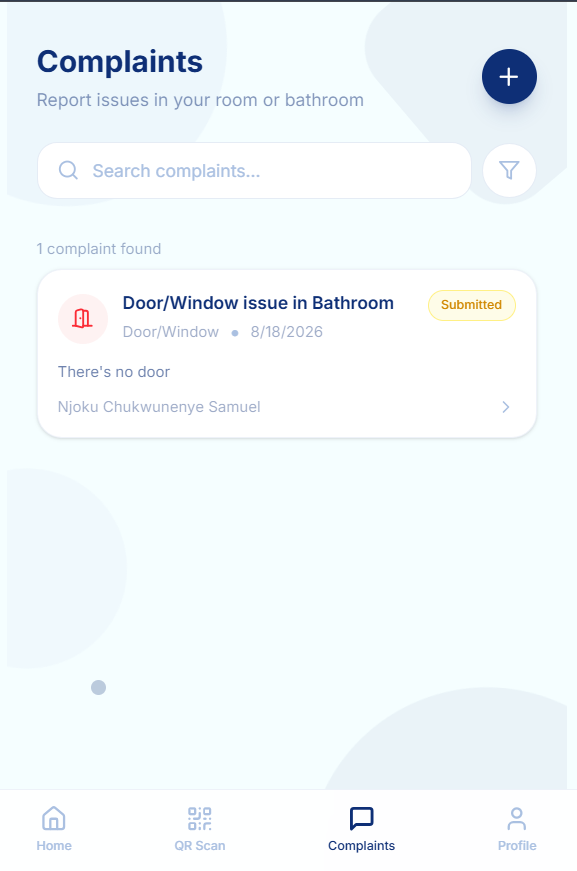 Complaints
Report issues in your room or bathroom
Search complaints...
1 complaint found
Door/Window issue in Bathroom
Submitted
Door/Window • 8/18/2026
There's no door
Njoku Chukwunenye Samuel
Home
QR Scan
Complaints
Profile